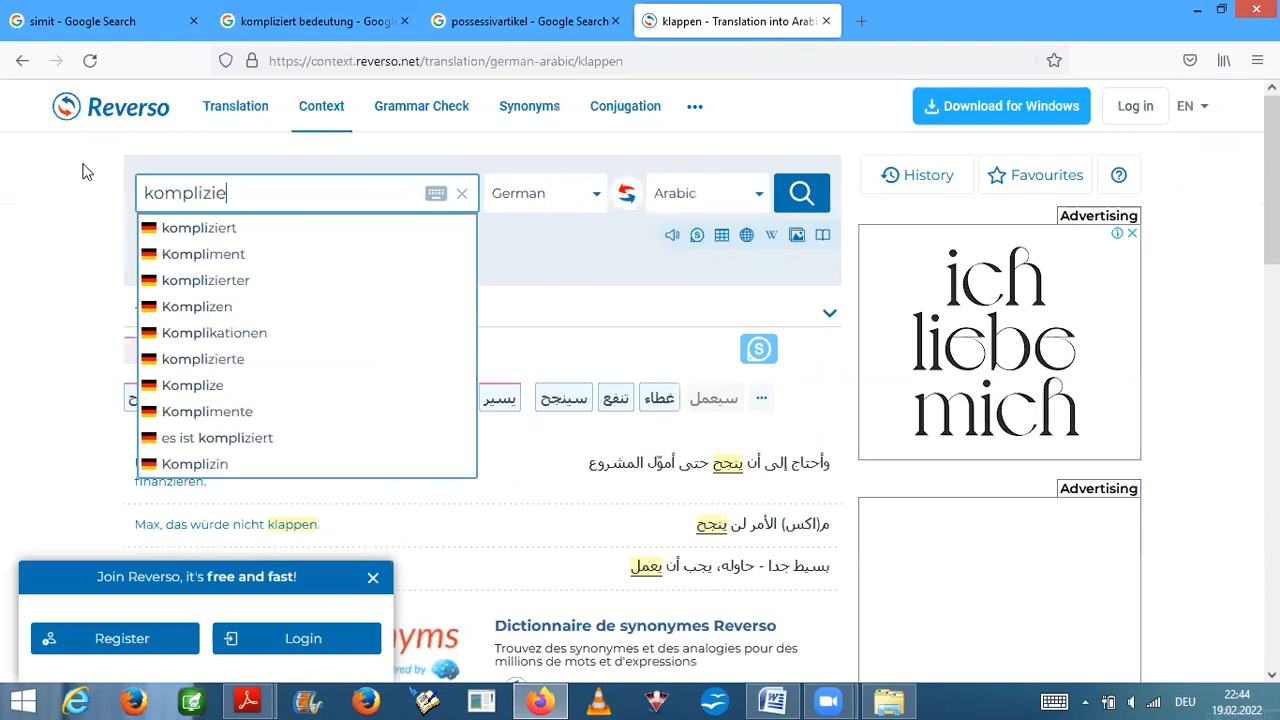 simit - Google Search
kompliziert bedeutung - Google
possessivartikel - Google Search
klappen - Translation into Arabi
https://context.reverso.net/translation/german-arabic/klappen
Reverso
Translation
Context
Grammar Check
Synonyms
Conjugation
Download for Windows
Log in
EN
komplizie
German
Arabic
History
Favourites
kompliziert
Kompliment
komplizierter
Komplizen
Komplikationen
komplizierte
Komplize
Komplimente
es ist kompliziert
Komplizin
Advertising
ich
liebe
mich
يسير
سينجح
تنفع
غطاء
سيعمل
وأحتاج إلى أن ينجح حتى أموّل المشروع
finanzieren.
Max, das würde nicht klappen.
م(اكس) الأمر لن ينجح
بسيط جدا - حاوله، يجب أن يعمل
Advertising
Join Reverso, it's free and fast!
Register
Login
Dictionnaire de synonymes Reverso
Trouvez des synonymes et des analogies pour des
millions de mots et d'expressions
DEU
22:44
19.02.2022